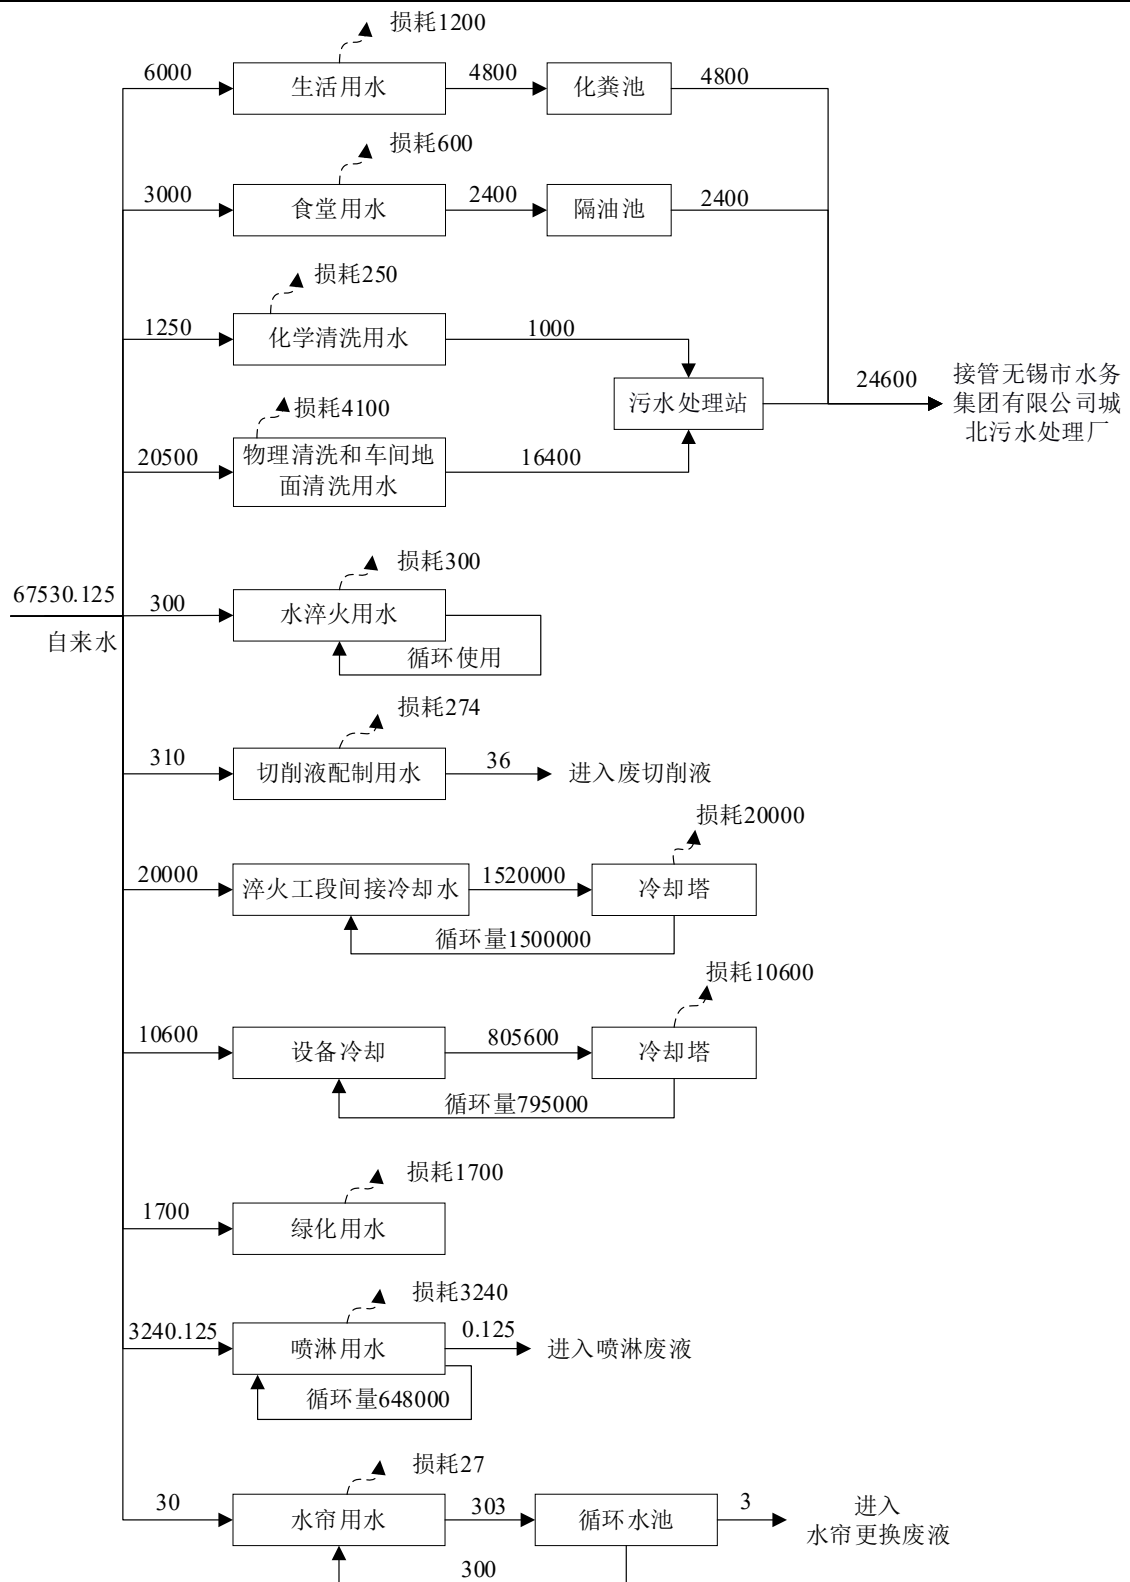 损耗1200
6000
生活用水
4800
化粪池
4800
损耗600
3000
食堂用水
2400
隔油池
2400
损耗250
1250
化学清洗用水
1000
污水处理站
24600
接管无锡市水务
集团有限公司城
北污水处理厂
损耗4100
20500
物理清洗和车间地
面清洗用水
16400
67530.125
自来水
损耗300
300
水淬火用水
循环使用
损耗274
310
切削液配制用水
36
进入废切削液
损耗20000
20000
淬火工段间接冷却水
1520000
冷却塔
循环量1500000
损耗10600
10600
设备冷却
805600
冷却塔
循环量795000
损耗1700
1700
绿化用水
损耗3240
3240.125
喷淋用水
0.125
进入喷淋废液
循环量648000
损耗27
30
水帘用水
303
循环水池
3
进入
水帘更换废液
300